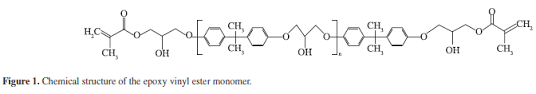 O O
H₂C O O CH₃ O O CH₃ O O CH₂
CH₃ OH CH₃ OH n CH₃ OH CH₃
Figure 1. Chemical structure of the epoxy vinyl ester monomer.